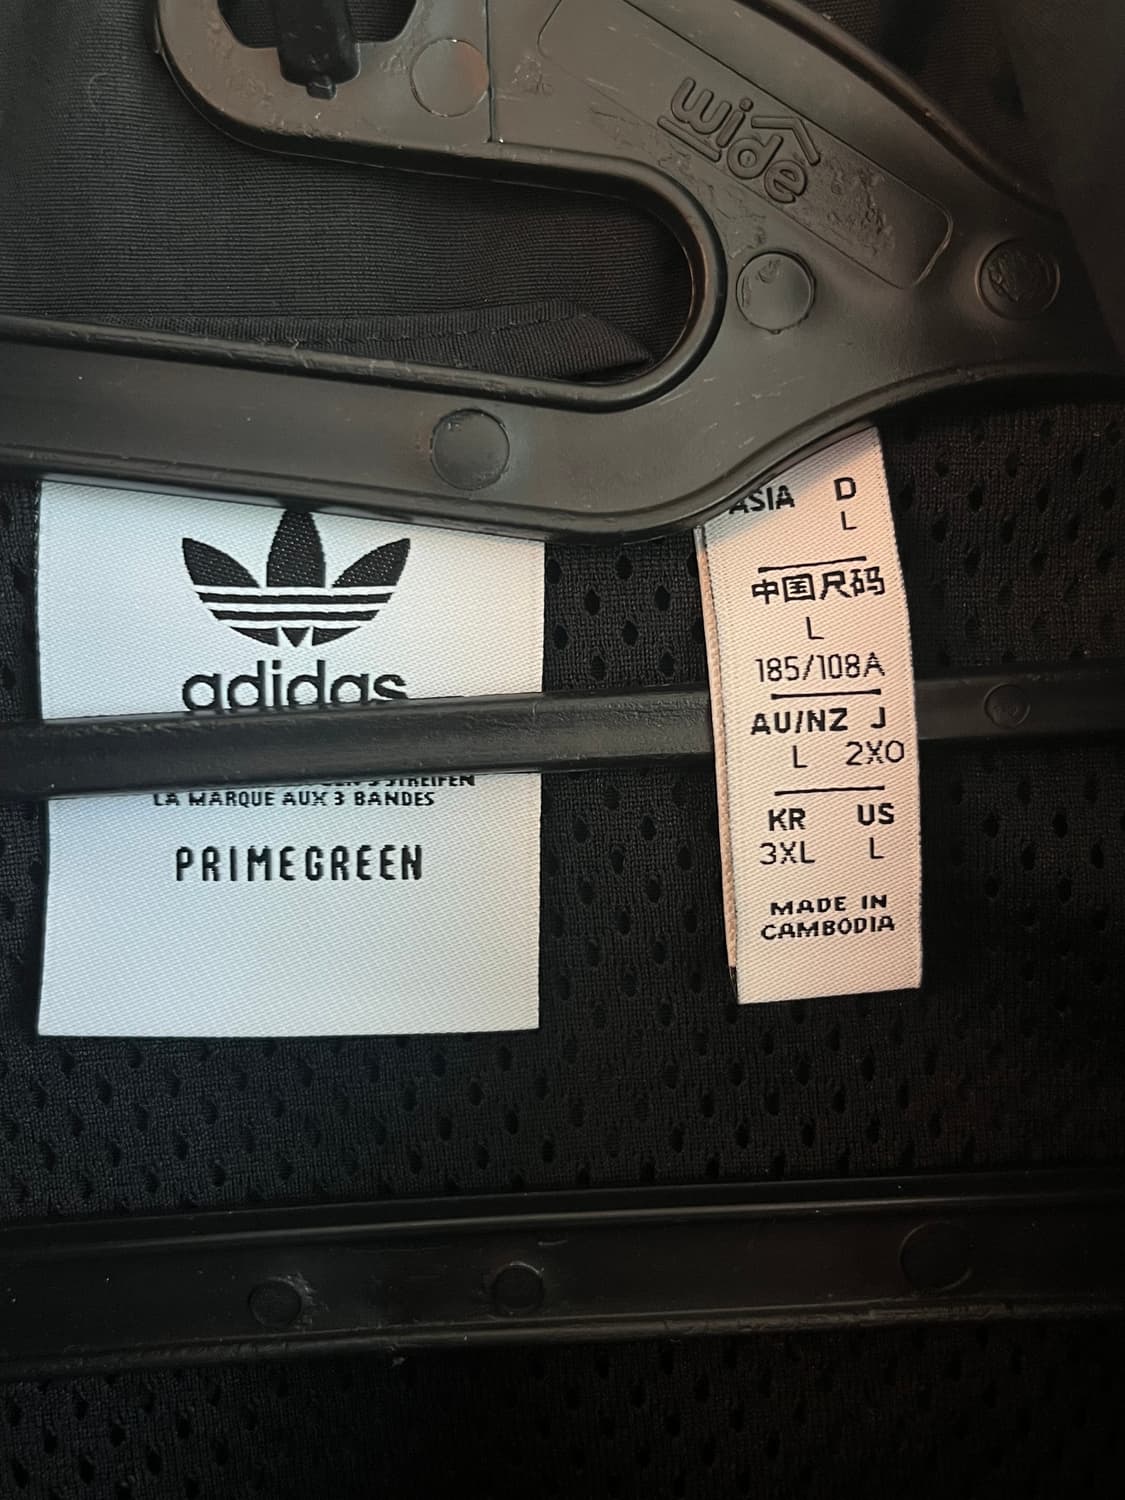 wide
adidas
STREIFEN
LA MARQUE AUX 3 BANDES
PRIMEGREEN
ASIA D
L
中国尺码
L
185/108A
AU/NZ J
L 2XO
KR US
3XL L
MADE IN
CAMBODIA